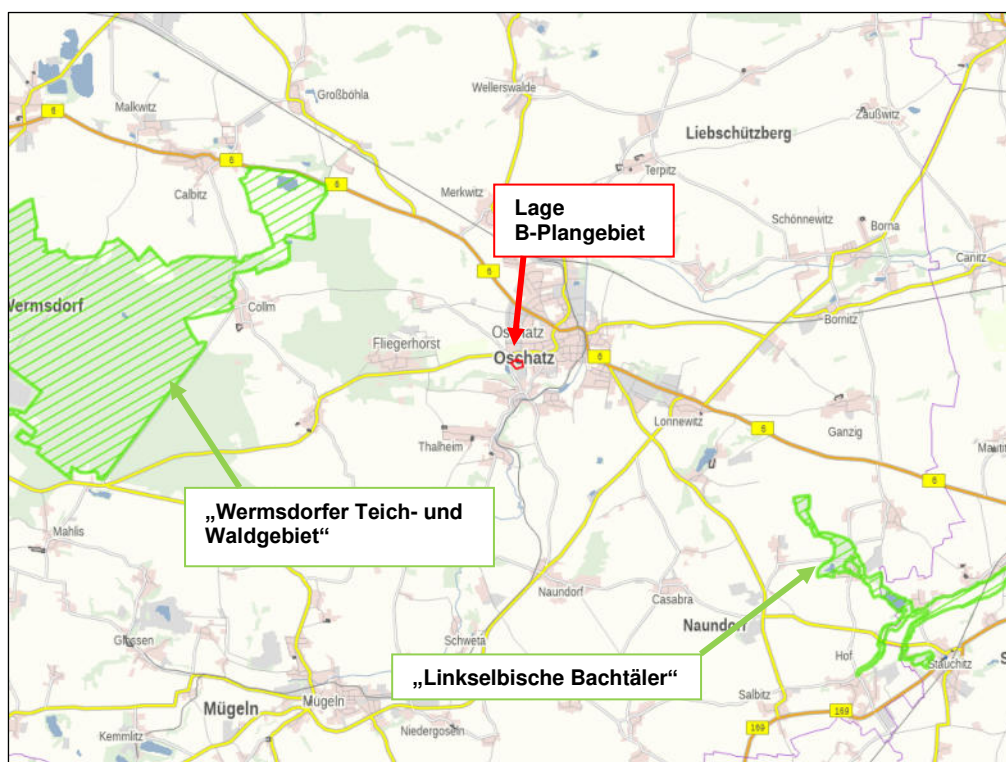 Malkwitz
Großböhla
Wellerswalde
6
Liebschützberg
Zaußwitz
Calbitz
6
6
Terpitz
Merkwitz
Lage
B-Plangebiet
Schönnewitz
Borna
Canitz
6
Wermsdorf
Collm
Bornitz
Oschatz
Fliegerhorst
Oschatz
6
Lonnewitz
6
Ganzig
Thalheim
6
„Wermsdorfer Teich- und
Waldgebiet“
Mahlis
Naundorf
Casabra
Naundorf
Glossen
Schweta
Hof
Stauchitz
„Linkselbische Bachtäler“
Salbitz
Mügeln
Mügeln
169
169
Kemmlitz
Niedergoseln